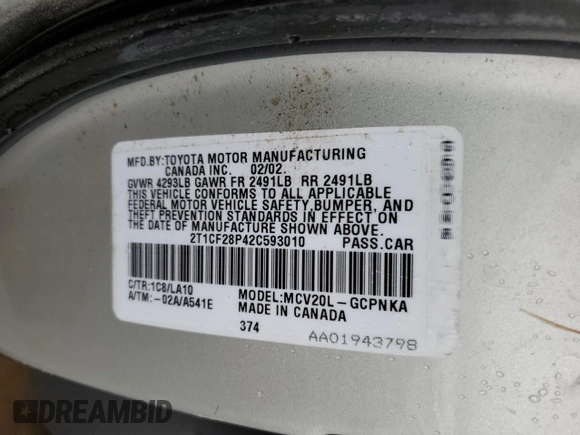 MFD.BY:TOYOTA MOTOR MANUFACTURING
CANADA INC. 02/02.
GVWR 4293LB GAWR FR 2491LB RR 2491LB
THIS VEHICLE CONFORMS TO ALL APPLICABLE
FEDERAL MOTOR VEHICLE SAFETY,BUMPER, AND
THEFT PREVENTION STANDARDS IN EFFECT ON
THE DATE OF MANUFACTURE SHOWN ABOVE.
2T1CF28P42C593010 PASS.CAR
C/TR:1C8/LA10 MODEL:MCV20L-GCPNKA
A/TM:-02A/A541E MADE IN CANADA
374 AA01943798
DREAMBID